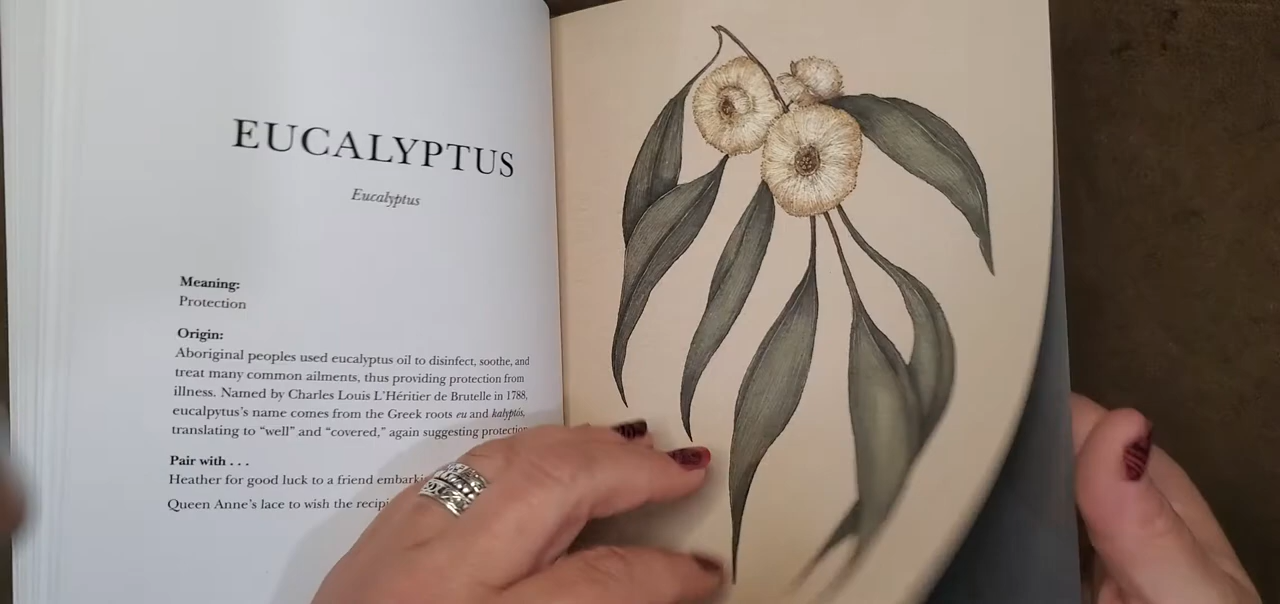 EUCALYPTUS
Eucalyptus
Meaning:
Protection
Origin:
Aboriginal peoples used eucalyptus oil to disinfect, soothe, and
treat many common ailments, thus providing protection from
illness. Named by Charles Louis L'Héritier de Brutelle in 1788,
eucalpytus's name comes from the Greek roots eu and kalyptós,
translating to "well" and "covered," again suggesting protection
Pair with . . .
Heather for good luck to a friend
Queen Anne's lace to wish the